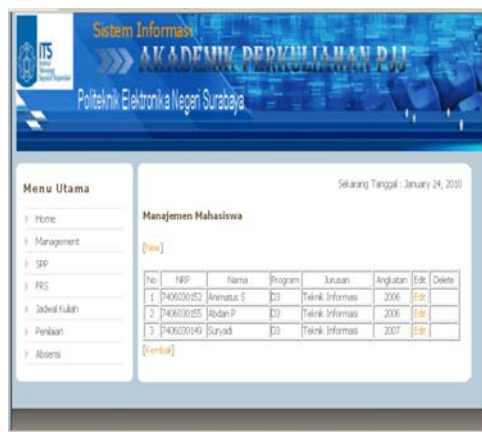 Sistem Informasi
ITS
AKADEMIK PERKULIAHAN PJJ
Politeknik Elektronika Negeri Surabaya
Sekarang Tanggal : January 24, 2010
Menu Utama
Home
Management
SPP
FRS
Jadwal Kuliah
Penilaian
Absensi
Manajemen Mahasiswa
[New]
No NRP Nama Program Jurusan Angkatan Edit Delete
1 7406030152 Animatus S D3 Teknik Informasi 2006 Edit
2 7406030155 Abdan P D3 Teknik Informasi 2006 Edit
3 7406030149 Suryadi D3 Teknik Informasi 2007 Edit
[Kembali]